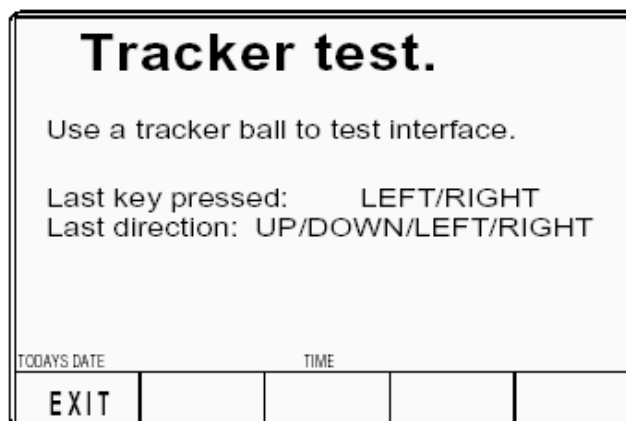 Tracker test.
Use a tracker ball to test interface.
Last key pressed: LEFT/RIGHT
Last direction: UP/DOWN/LEFT/RIGHT
TODAYS DATE TIME
EXIT